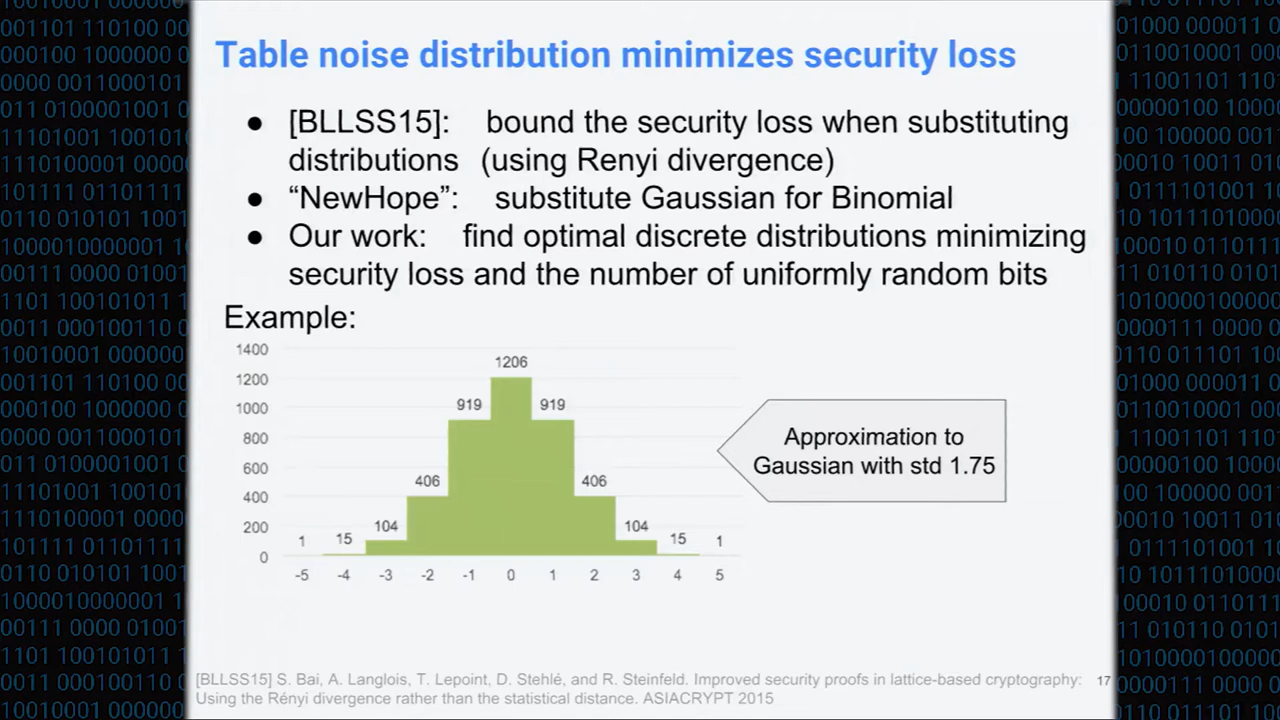 Table noise distribution minimizes security loss
● [BLLSS15]: bound the security loss when substituting
distributions (using Renyi divergence)
● “NewHope”: substitute Gaussian for Binomial
● Our work: find optimal discrete distributions minimizing
security loss and the number of uniformly random bits
Example:
1400
1200
1000
800
600
400
200
0
1 15 104 406 919 1206 919 406 104 15 1
-5 -4 -3 -2 -1 0 1 2 3 4 5
Approximation to
Gaussian with std 1.75
[BLLSS15] S. Bai, A. Langlois, T. Lepoint, D. Stehlé, and R. Steinfeld. Improved security proofs in lattice-based cryptography: 17
Using the Rényi divergence rather than the statistical distance. ASIACRYPT 2015